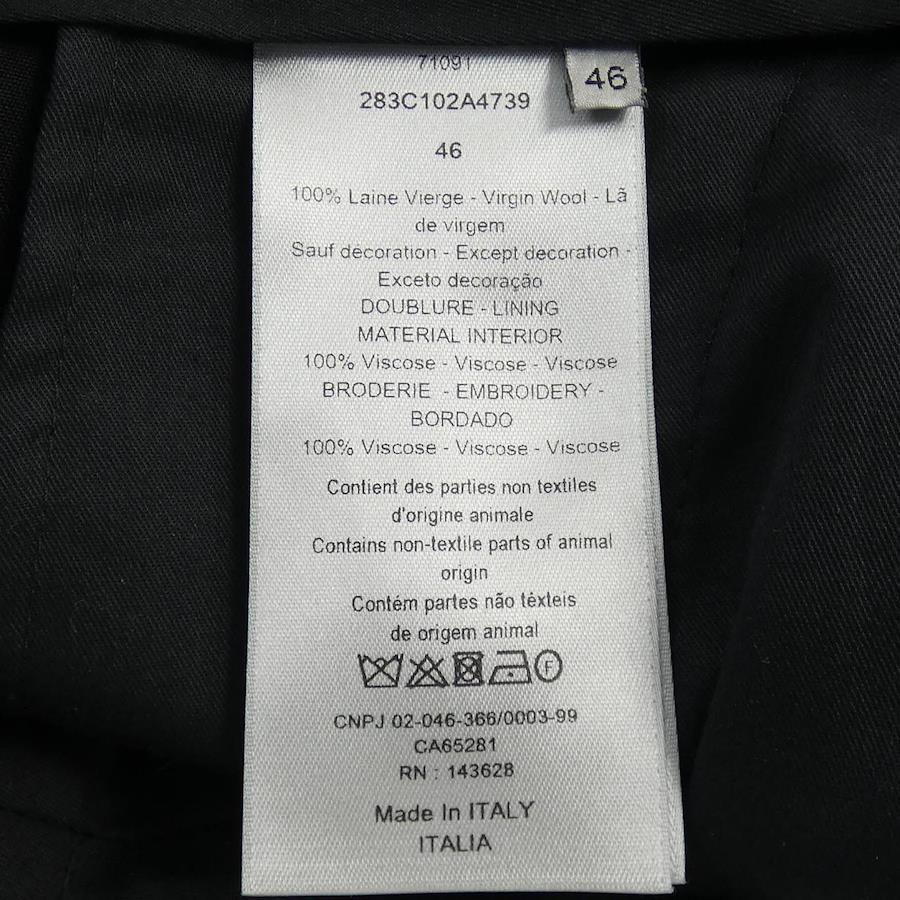 71091
46
283C102A4739
46
100% Laine Vierge - Virgin Wool - Lã
de virgem
Sauf décoration - Except decoration -
Exceto decoração
DOUBLURE - LINING
MATERIAL INTERIOR
100% Viscose - Viscose - Viscose
BRODERIE - EMBROIDERY -
BORDADO
100% Viscose - Viscose - Viscose
Contient des parties non textiles
d'origine animale
Contains non-textile parts of animal
origin
Contém partes não têxteis
de origem animal
F
CNPJ 02-046-366/0003-99
CA65281
RN : 143628
Made In ITALY
ITALIA